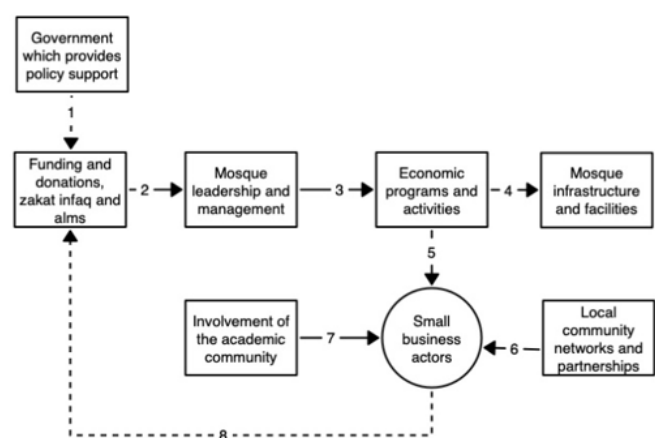 Government
which provides
policy support
1
Funding and
donations,
zakat infaq and
alms
2
Mosque
leadership and
management
3
Economic
programs and
activities
4
Mosque
infrastructure
and facilities
5
Involvement of
the academic
community
7
Small
business
actors
6
Local
community
networks and
partnerships
8